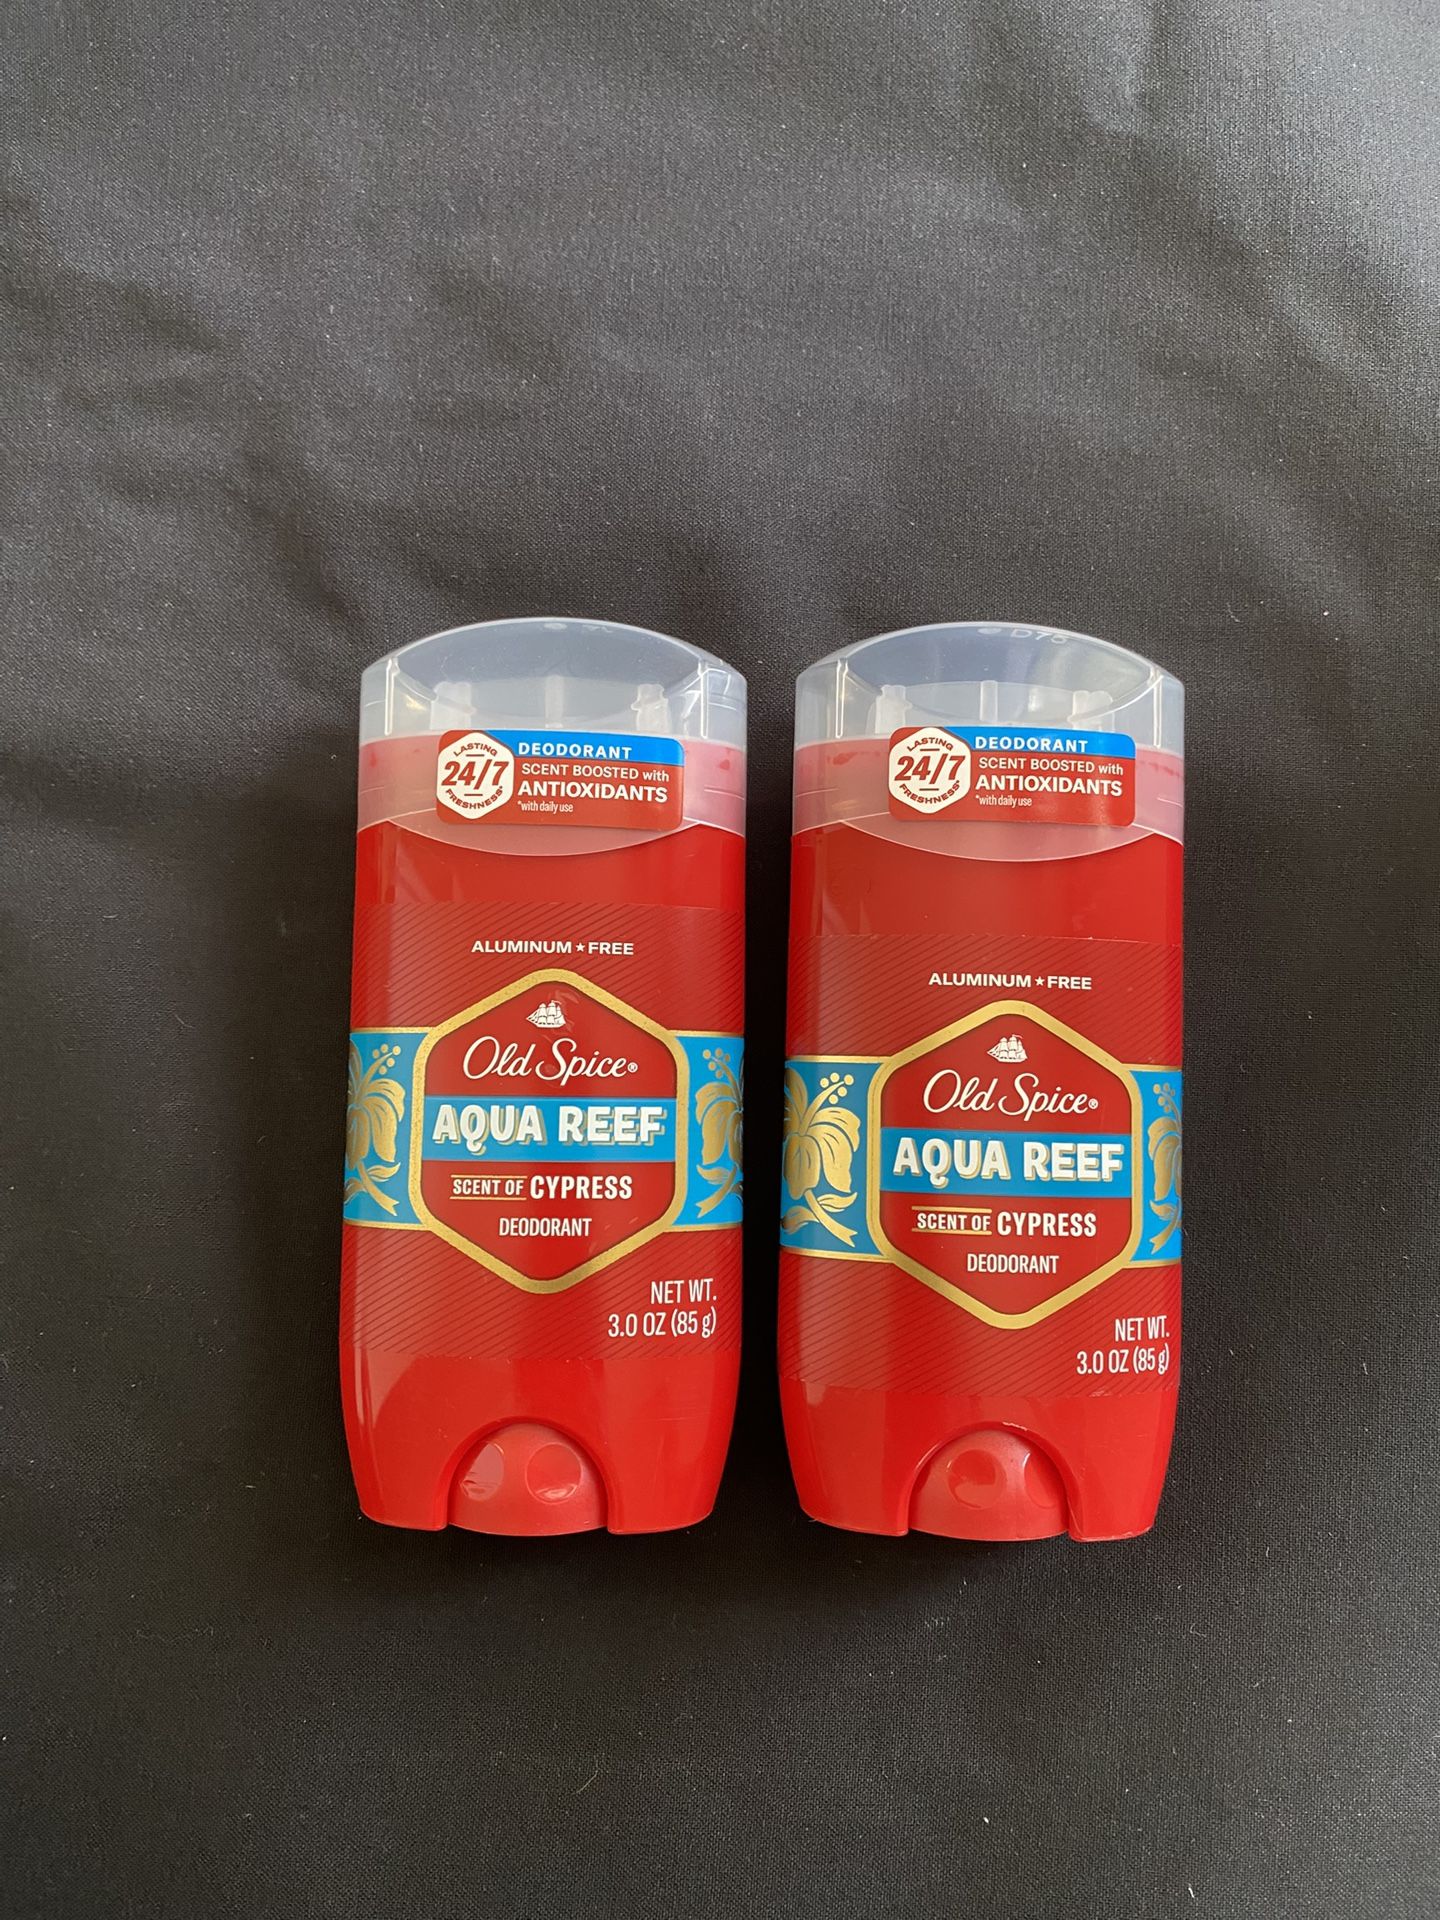 LASTING
24/7
FRESHNESS*
DEODORANT
SCENT BOOSTED with
ANTIOXIDANTS
*with daily use
ALUMINUM★FREE
Old Spice®
AQUA REEF
SCENT OF CYPRESS
DEODORANT
NET WT.
3.0 OZ (85 g)
D75
LASTING
24/7
FRESHNESS*
DEODORANT
SCENT BOOSTED with
ANTIOXIDANTS
*with daily use
ALUMINUM★FREE
Old Spice®
AQUA REEF
SCENT OF CYPRESS
DEODORANT
NET WT.
3.0 OZ (85 g)